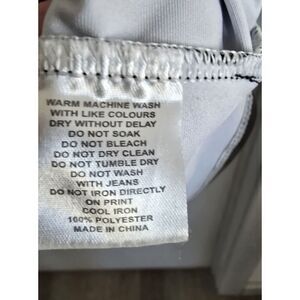 WARM MACHINE WASH
WITH LIKE COLOURS
DRY WITHOUT DELAY
DO NOT SOAK
DO NOT BLEACH
DO NOT DRY CLEAN
DO NOT TUMBLE DRY
DO NOT WASH
WITH JEANS
DO NOT IRON DIRECTLY
ON PRINT
COOL IRON
100% POLYESTER
MADE IN CHINA